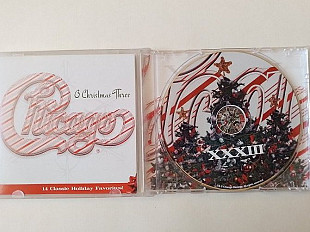 O Christmas Three
Chicago
®
14 Classic Holiday Favorites!
XXXIII